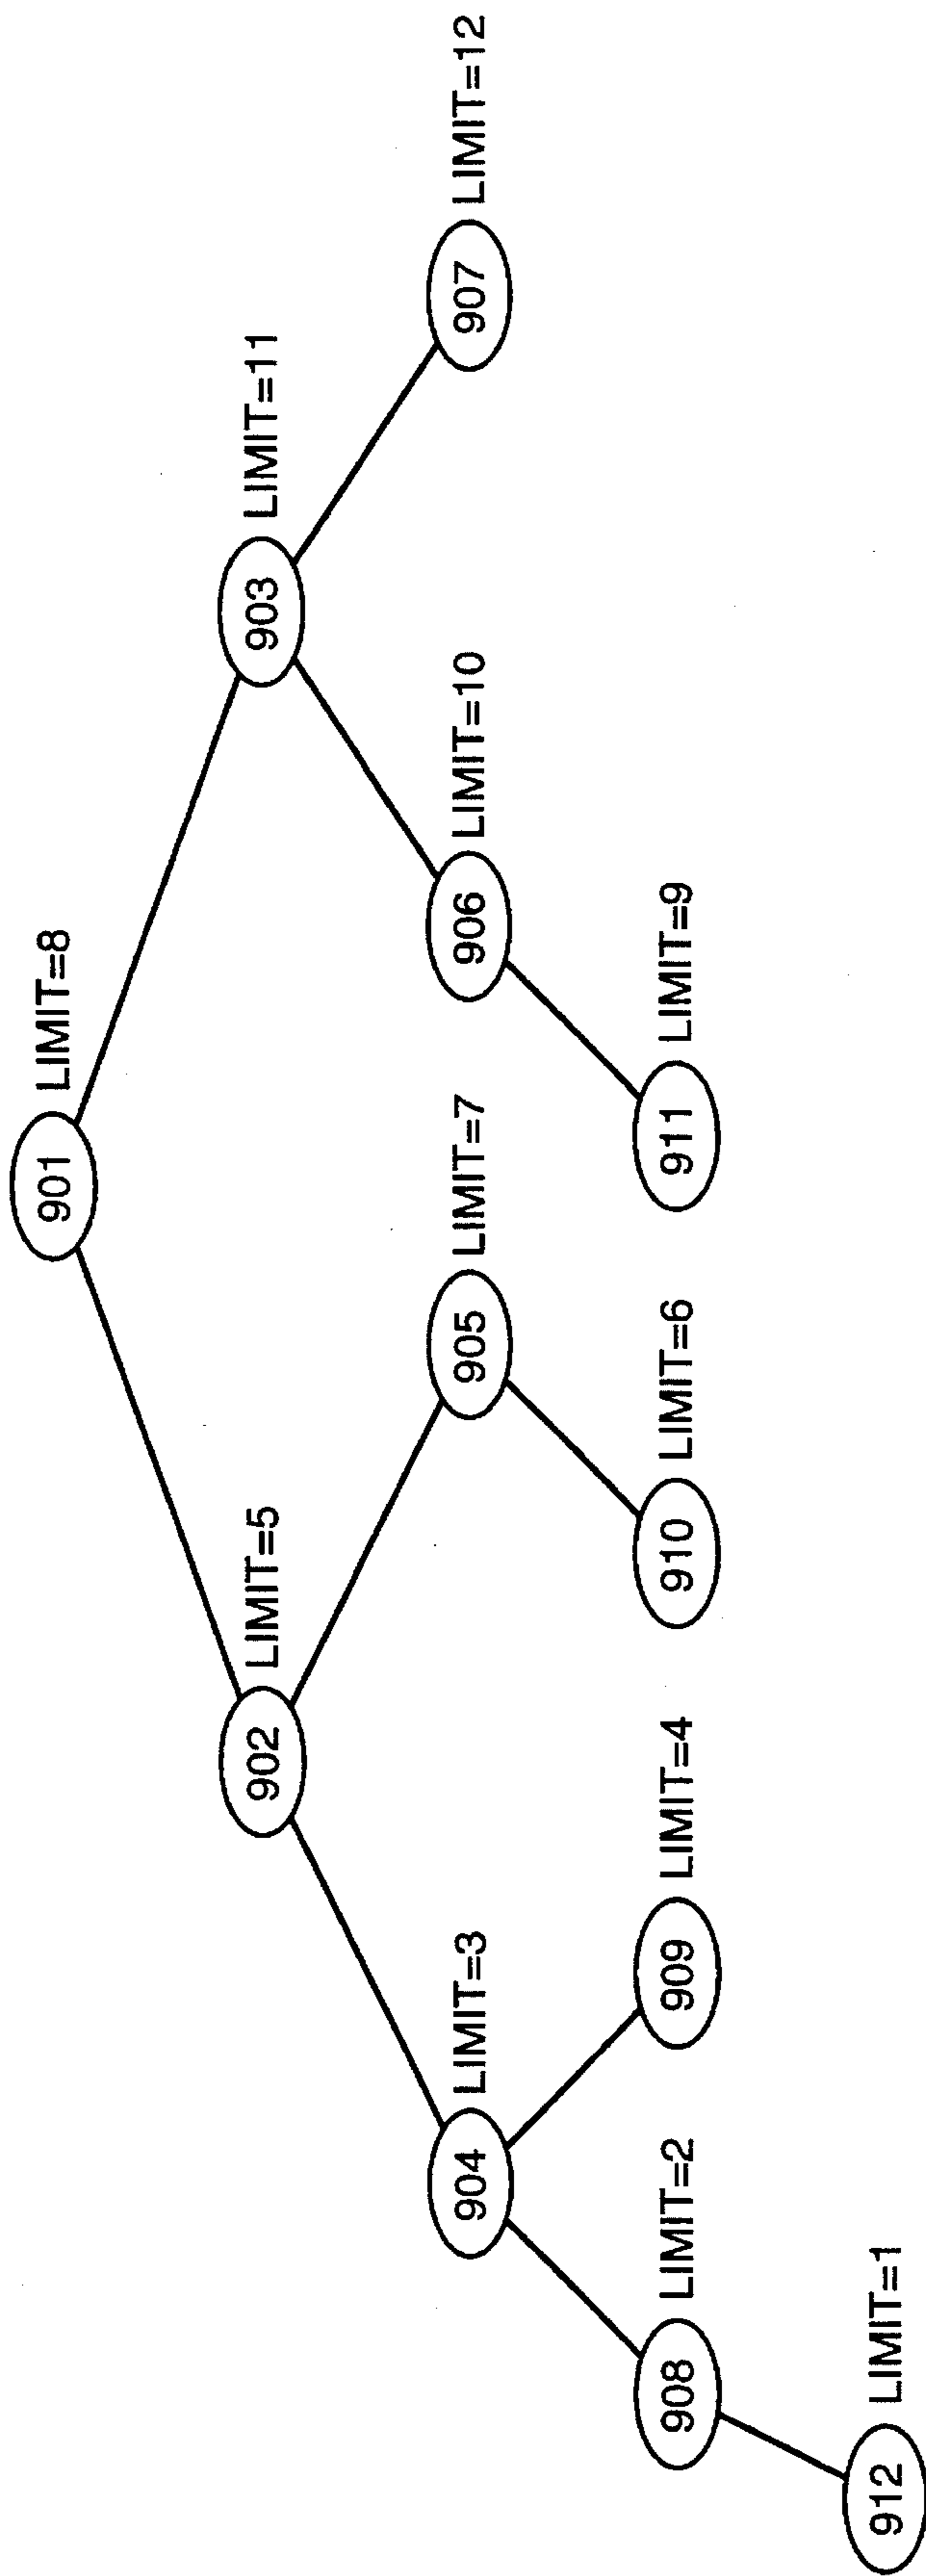 901 LIMIT=8
902 LIMIT=5
903 LIMIT=11
904 LIMIT=3
905 LIMIT=7
906 LIMIT=10
907 LIMIT=12
908 LIMIT=2
909 LIMIT=4
910 LIMIT=6
911 LIMIT=9
912 LIMIT=1